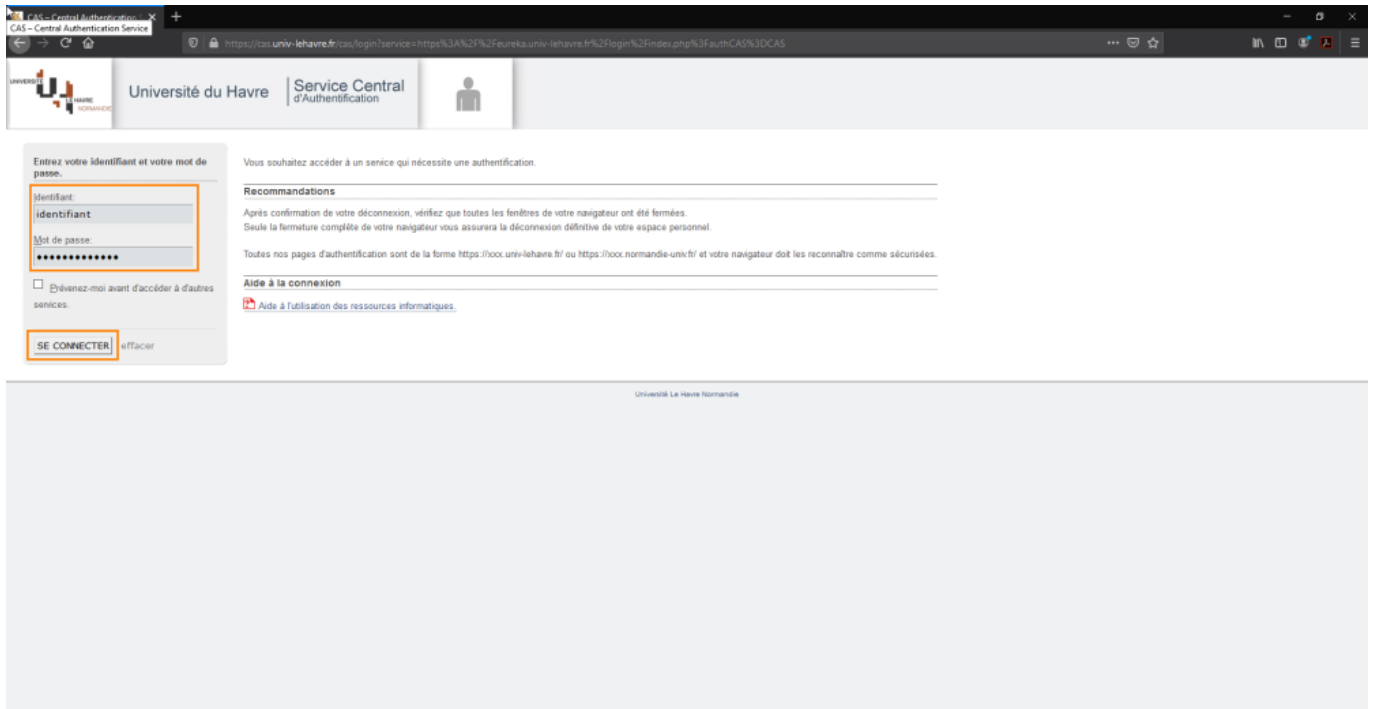 CAS – Central Authentication S
CAS – Central Authentication Service
https://cas.univ-lehavre.fr/cas/login?service=https%3A%2F%2Feureka.univ-lehavre.fr%2Flogin%2Findex.php%3FauthCAS%3DCAS
UNIVERSITÉ
LE HAVRE
NORMANDIE
Université du Havre
Service Central
d'Authentification
Entrez votre identifiant et votre mot de
passe.
Identifiant:
identifiant
Mot de passe:
•••••••••••••
Prévenez-moi avant d'accéder à d'autres
services.
SE CONNECTER effacer
Vous souhaitez accéder à un service qui nécessite une authentification.
Recommandations
Après confirmation de votre déconnexion, vérifiez que toutes les fenêtres de votre navigateur ont été fermées.
Seule la fermeture complête de votre navigateur vous assurera la déconnexion définitive de votre espace personnel.
Toutes nos pages d'authentification sont de la forme https://xxx.univ-lehavre.fr/ ou https://xxx.normandie-univ.fr/ et votre navigateur doit les reconnaître comme sécurisées.
Aide à la connexion
Aide à l'utilisation des ressources informatiques.
Université Le Havre Normandie